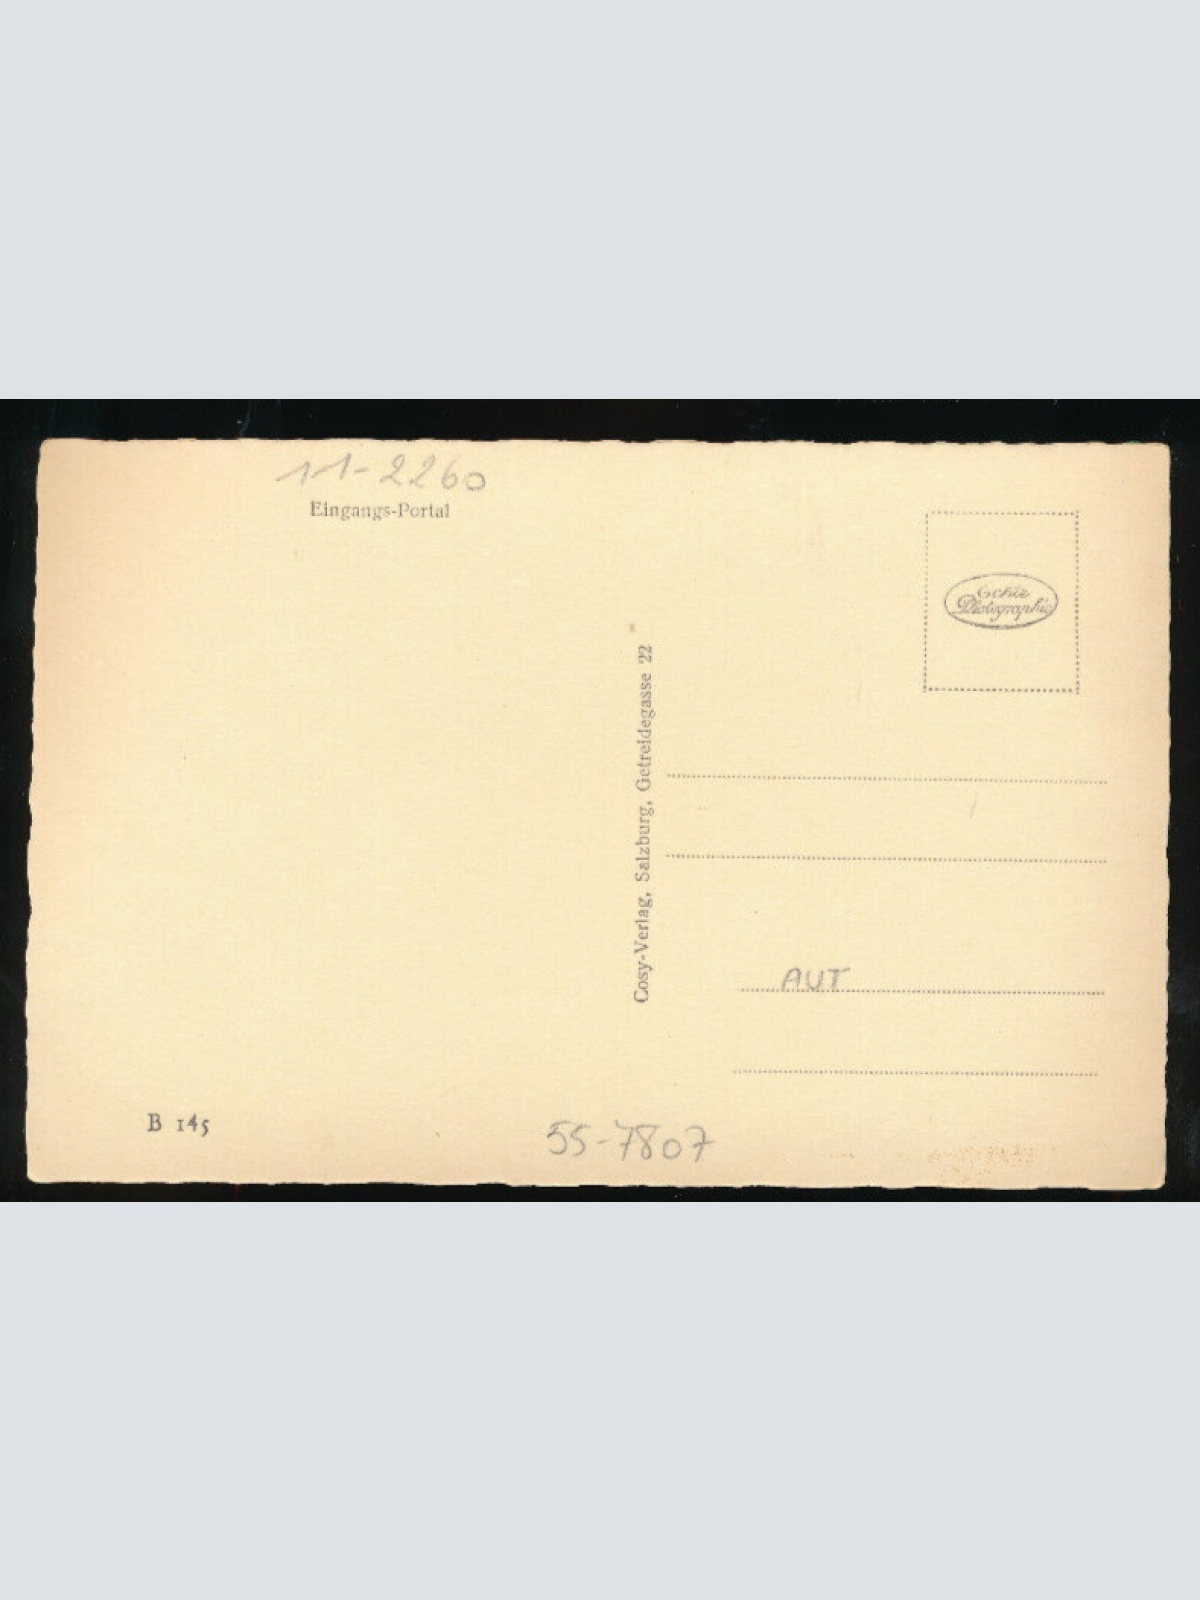 11-2260
Eingangs-Portal
Echte
Photographie
Cosy-Verlag, Salzburg, Getreidegasse 22
AUT
B 145
55-7807